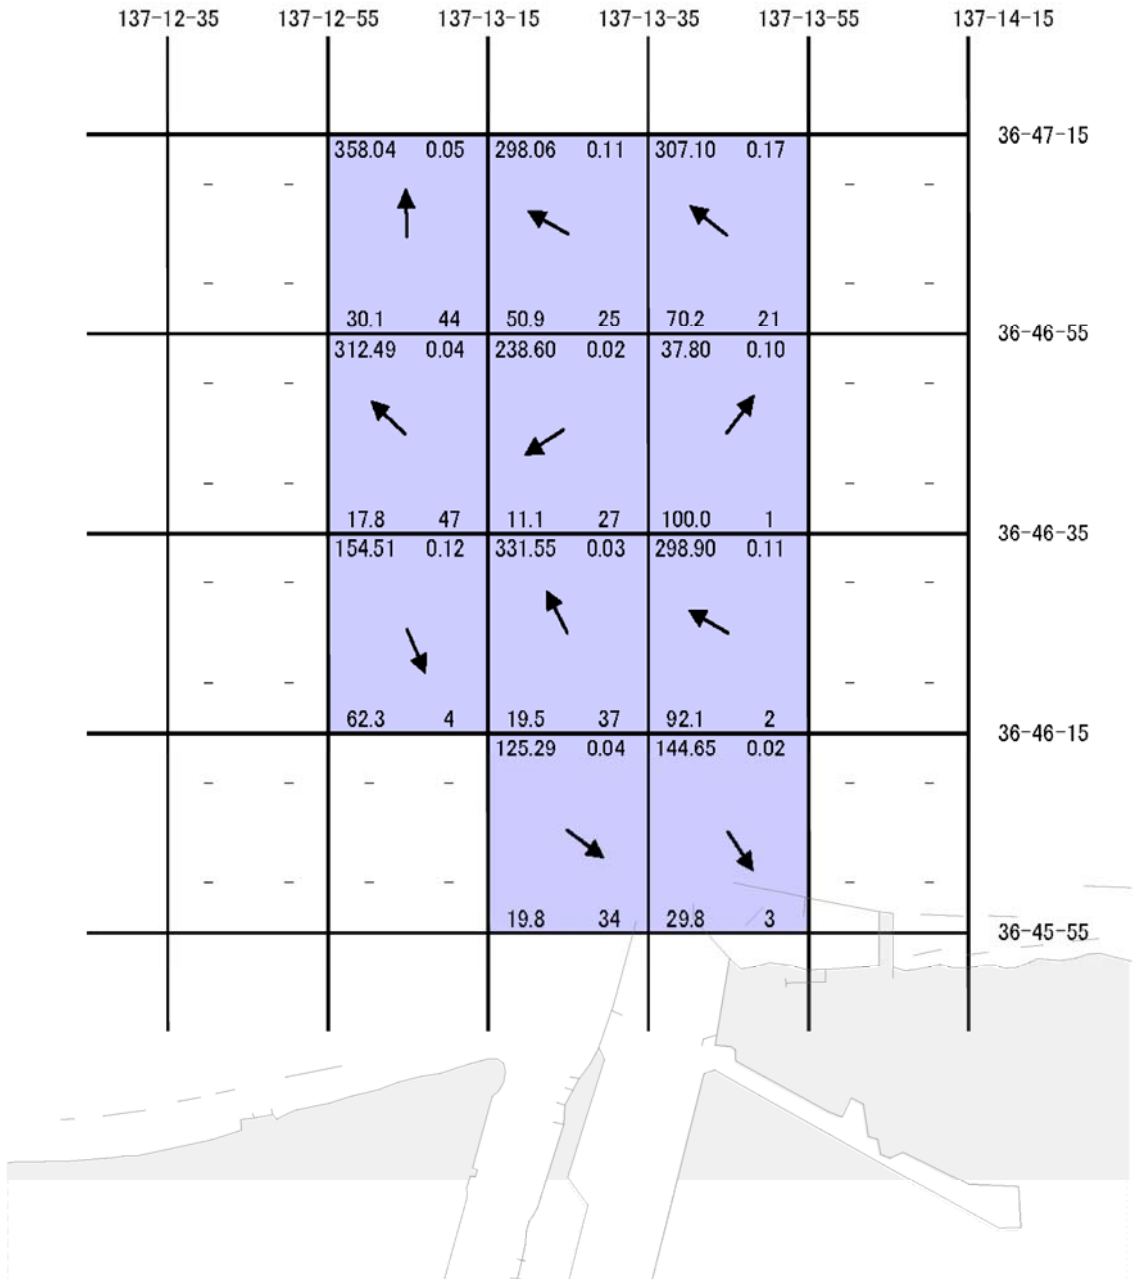 137-12-35 137-12-55 137-13-15 137-13-35 137-13-55 137-14-15
36-47-15
358.04 0.05 298.06 0.11 307.10 0.17
- - - -
- - - -
30.1 44 50.9 25 70.2 21
36-46-55
312.49 0.04 238.60 0.02 37.80 0.10
- - - -
- - - -
17.8 47 11.1 27 100.0 1
36-46-35
154.51 0.12 331.55 0.03 298.90 0.11
- - - -
- - - -
62.3 4 19.5 37 92.1 2
36-46-15
125.29 0.04 144.65 0.02
- - - - - -
- - - - - -
19.8 34 29.8 3
36-45-55